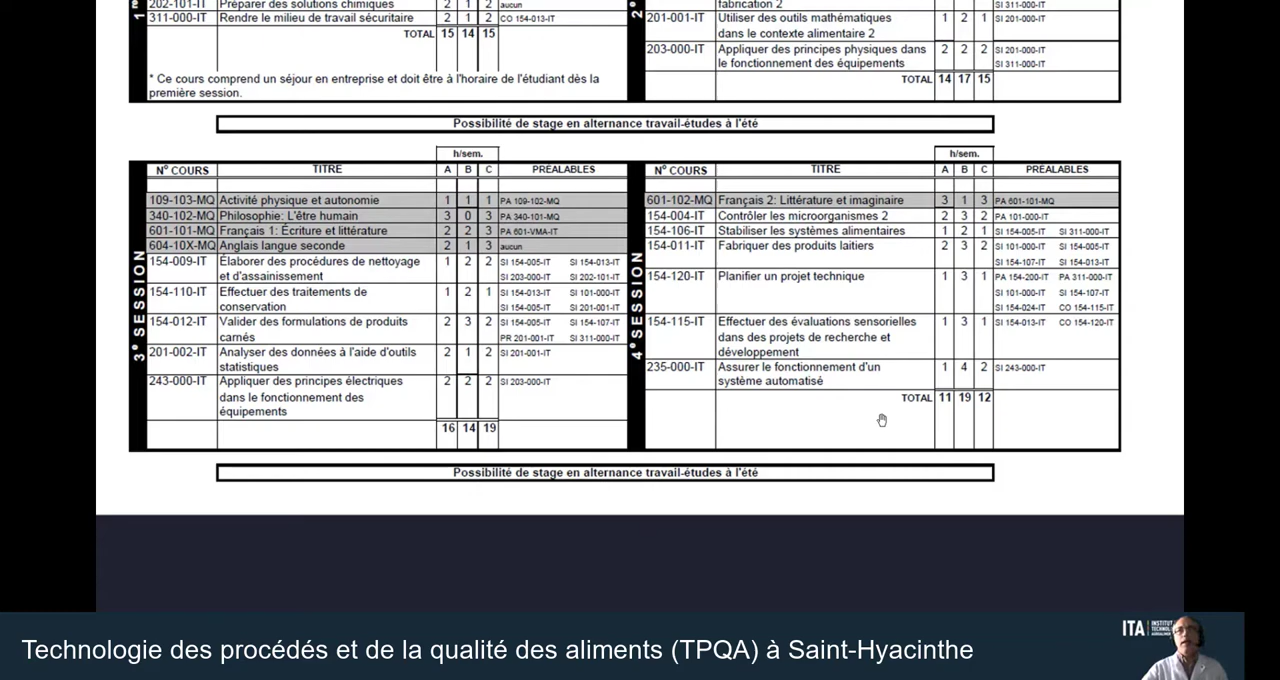 202-101-IT Préparer des solutions chimiques 2 1 2 aucun
311-000-IT Rendre le milieu de travail sécuritaire 2 1 2 CO 154-013-IT
TOTAL 15 14 15
* Ce cours comprend un séjour en entreprise et doit être à l'horaire de l'étudiant dès la
première session.
fabrication 2 SI 311-000-IT
201-001-IT Utiliser des outils mathématiques 1 2 1 SI 201-000-IT
dans le contexte alimentaire 2
203-000-IT Appliquer des principes physiques dans 2 2 2 SI 201-000-IT
le fonctionnement des équipements SI 311-000-IT
TOTAL 14 17 15
Possibilité de stage en alternance travail-études à l'été
3e SESSION
h/sem.
No COURS TITRE A B C PRÉALABLES
109-103-MQ Activité physique et autonomie 1 1 1 PA 109-102-MQ
340-102-MQ Philosophie: L'être humain 3 0 3 PA 340-101-MQ
601-101-MQ Français 1: Écriture et littérature 2 2 3 PA 601-VMA-IT
604-10X-MQ Anglais langue seconde 2 1 3 aucun
154-009-IT Élaborer des procédures de nettoyage 1 2 2 SI 154-005-IT SI 154-013-IT
et d'assainissement SI 203-000-IT SI 202-101-IT
154-110-IT Effectuer des traitements de 1 2 1 SI 154-013-IT SI 101-000-IT
conservation SI 154-005-IT SI 201-001-IT
154-012-IT Valider des formulations de produits 2 3 2 SI 154-005-IT SI 154-107-IT
carnés PR 201-001-IT SI 311-000-IT
201-002-IT Analyser des données à l'aide d'outils 2 1 2 SI 201-001-IT
statistiques
243-000-IT Appliquer des principes électriques 2 2 2 SI 203-000-IT
dans le fonctionnement des
équipements
16 14 19
4e SESSION
h/sem.
No COURS TITRE A B C PRÉALABLES
601-102-MQ Français 2: Littérature et imaginaire 3 1 3 PA 601-101-MQ
154-004-IT Contrôler les microorganismes 2 2 3 2 PA 101-000-IT
154-106-IT Stabiliser les systèmes alimentaires 1 2 1 SI 154-005-IT SI 311-000-IT
154-011-IT Fabriquer des produits laitiers 2 3 2 SI 101-000-IT SI 154-005-IT
SI 154-107-IT SI 154-013-IT
154-120-IT Planifier un projet technique 1 3 1 PA 154-200-IT PA 311-000-IT
SI 101-000-IT SI 154-107-IT
SI 154-024-IT CO 154-115-IT
154-115-IT Effectuer des évaluations sensorielles 1 3 1 SI 154-013-IT CO 154-120-IT
dans des projets de recherche et
développement
235-000-IT Assurer le fonctionnement d'un 1 4 2 SI 243-000-IT
système automatisé
TOTAL 11 19 12
Possibilité de stage en alternance travail-études à l'été
Technologie des procédés et de la qualité des aliments (TPQA) à Saint-Hyacinthe
ITA